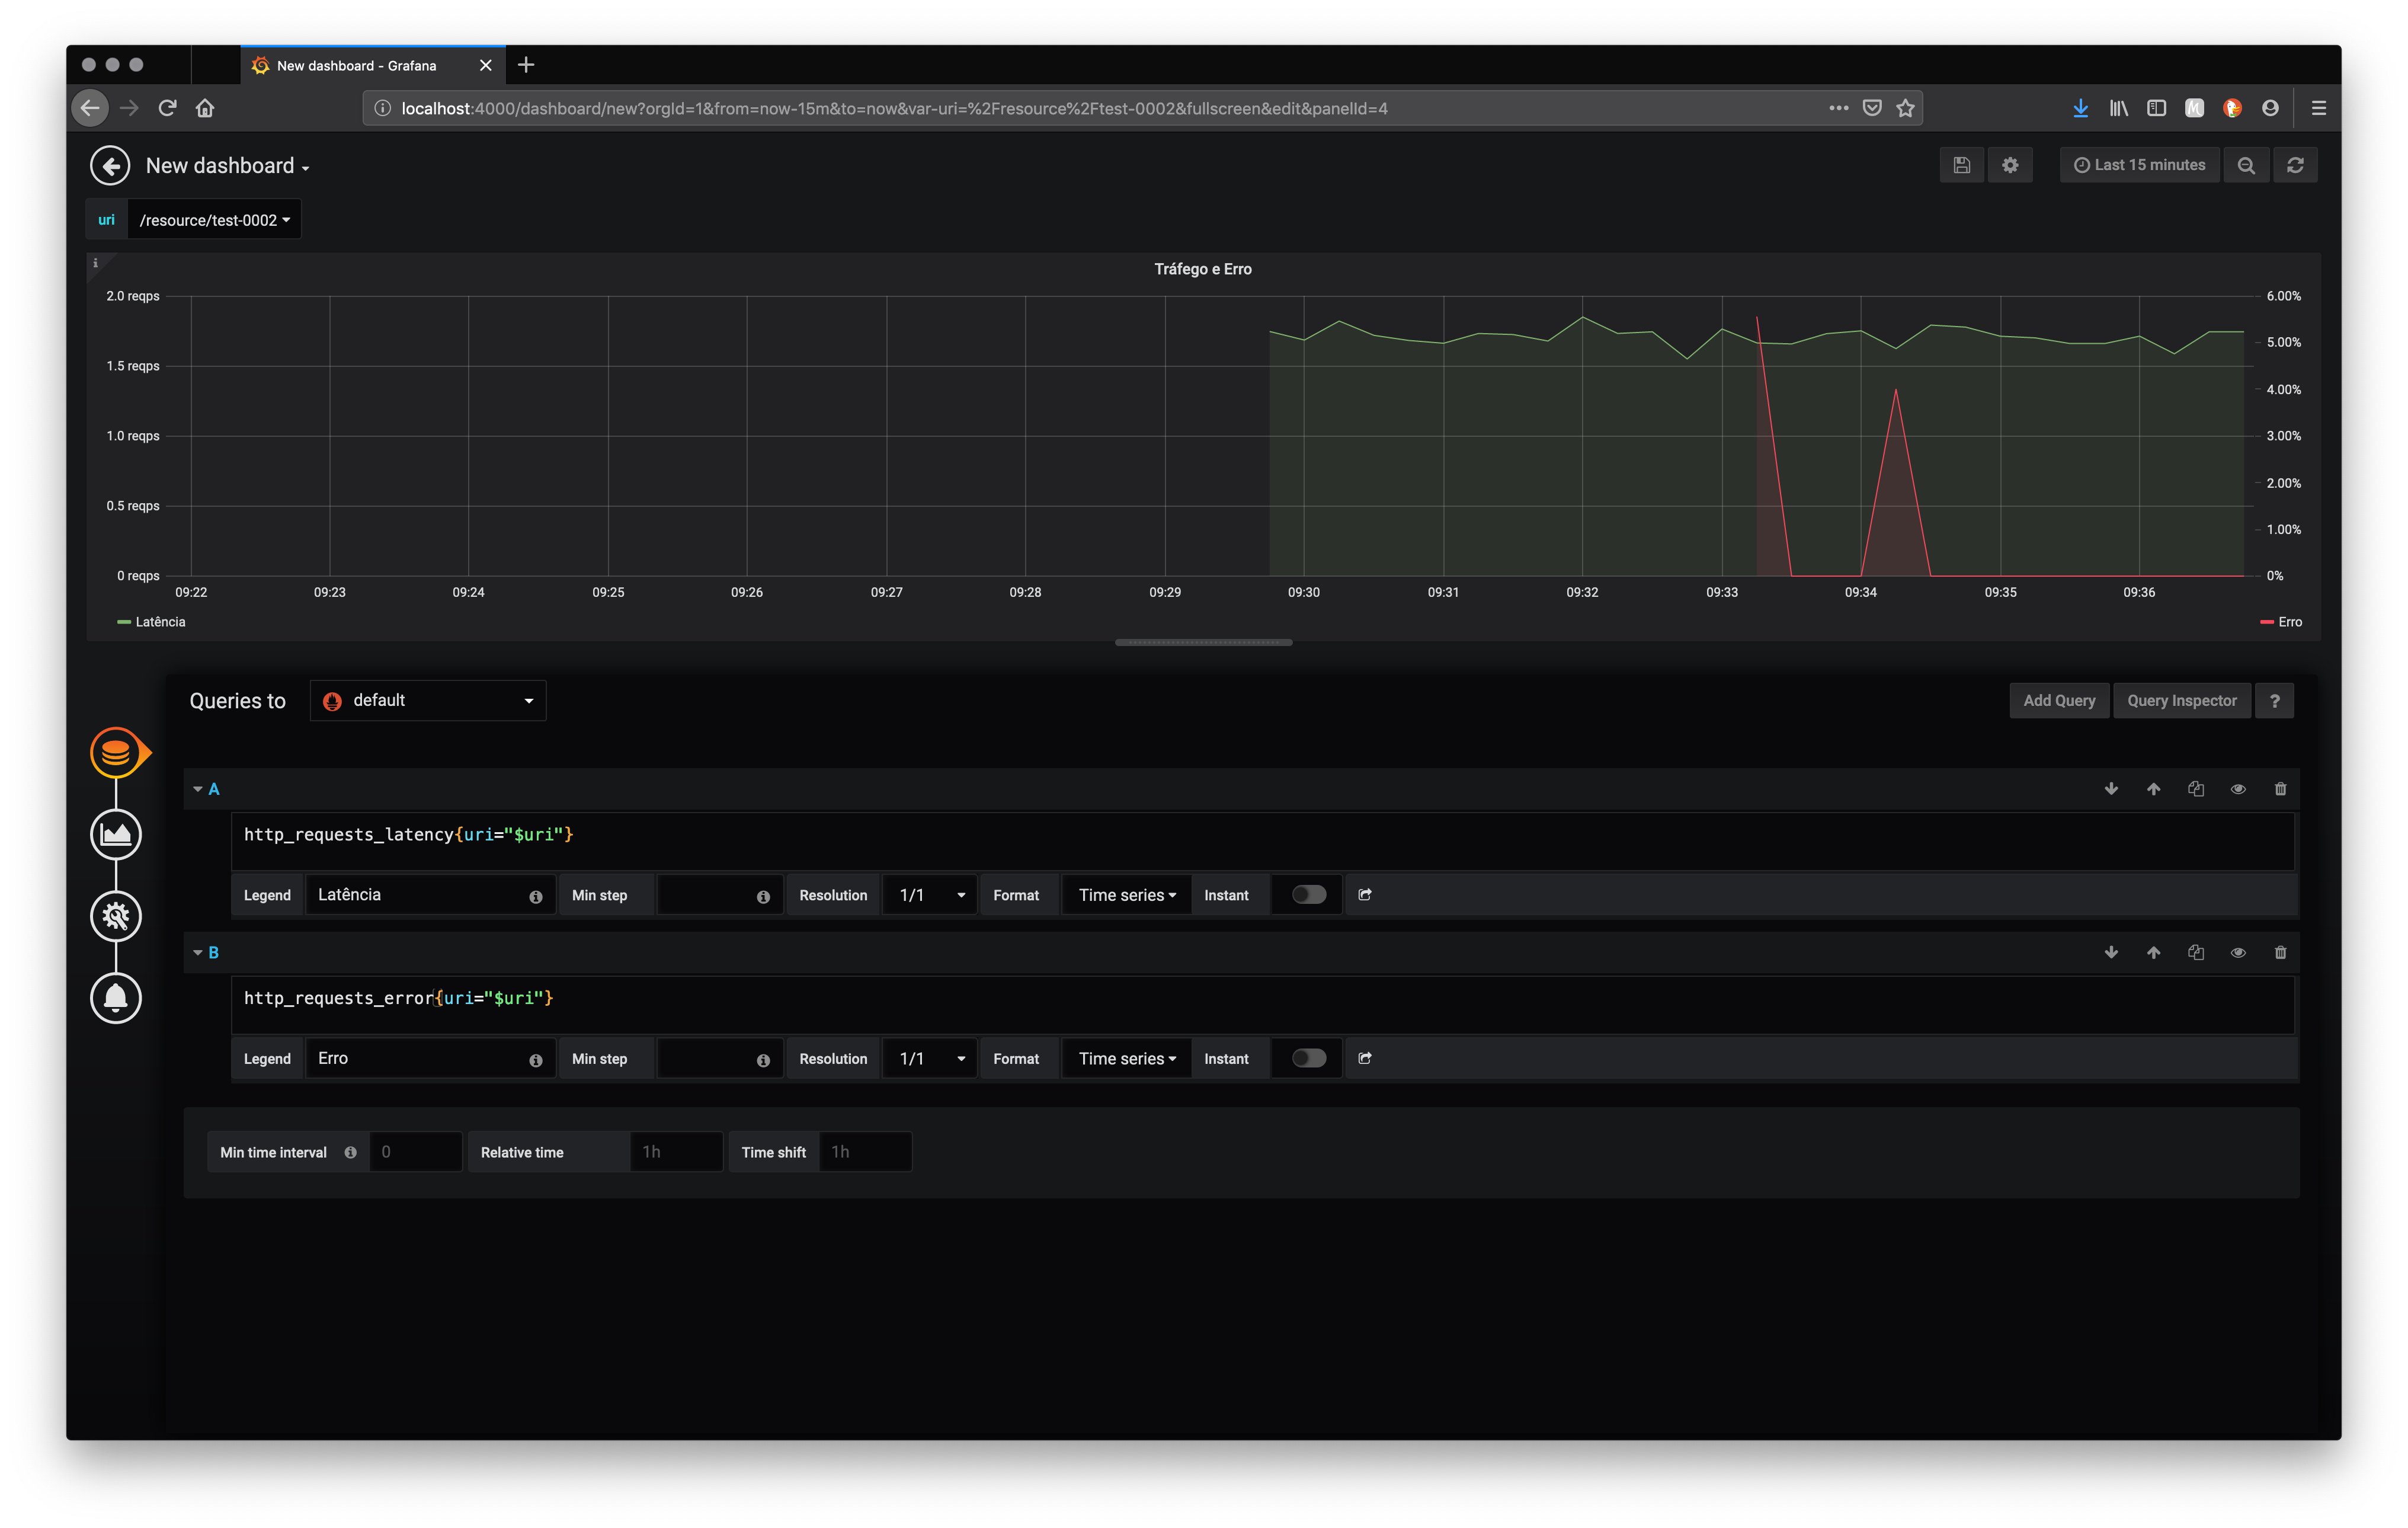 New dashboard - Grafana
localhost:4000/dashboard/new?orgId=1&from=now-15m&to=now&var-uri=%2Fresource%2Ftest-0002&fullscreen&edit&panelId=4
New dashboard
Last 15 minutes
uri /resource/test-0002
Tráfego e Erro
2.0 reqps
1.5 reqps
1.0 reqps
0.5 reqps
0 reqps
6.00%
5.00%
4.00%
3.00%
2.00%
1.00%
0%
09:22 09:23 09:24 09:25 09:26 09:27 09:28 09:29 09:30 09:31 09:32 09:33 09:34 09:35 09:36
Latência
Erro
Queries to default
Add Query Query Inspector ?
A
http_requests_latency{uri="$uri"}
Legend Latência Min step Resolution 1/1 Format Time series Instant
B
http_requests_error{uri="$uri"}
Legend Erro Min step Resolution 1/1 Format Time series Instant
Min time interval 0 Relative time 1h Time shift 1h